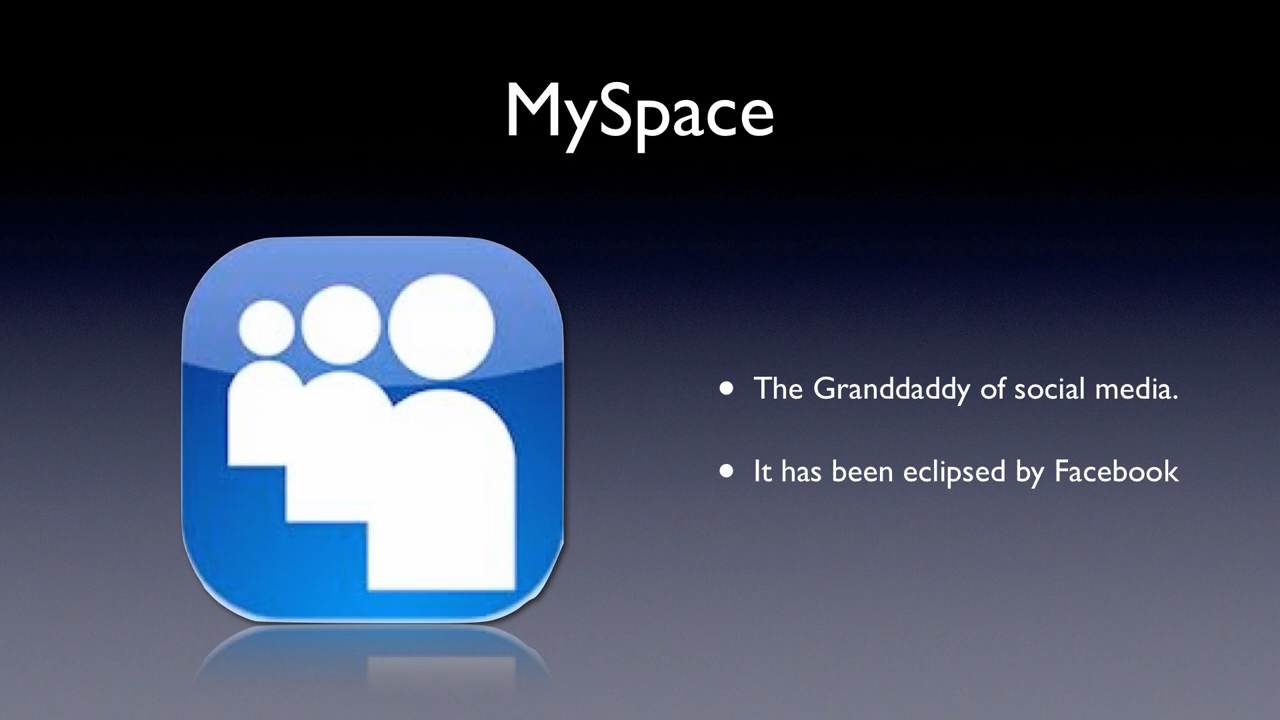 MySpace
• The Granddaddy of social media.
• It has been eclipsed by Facebook